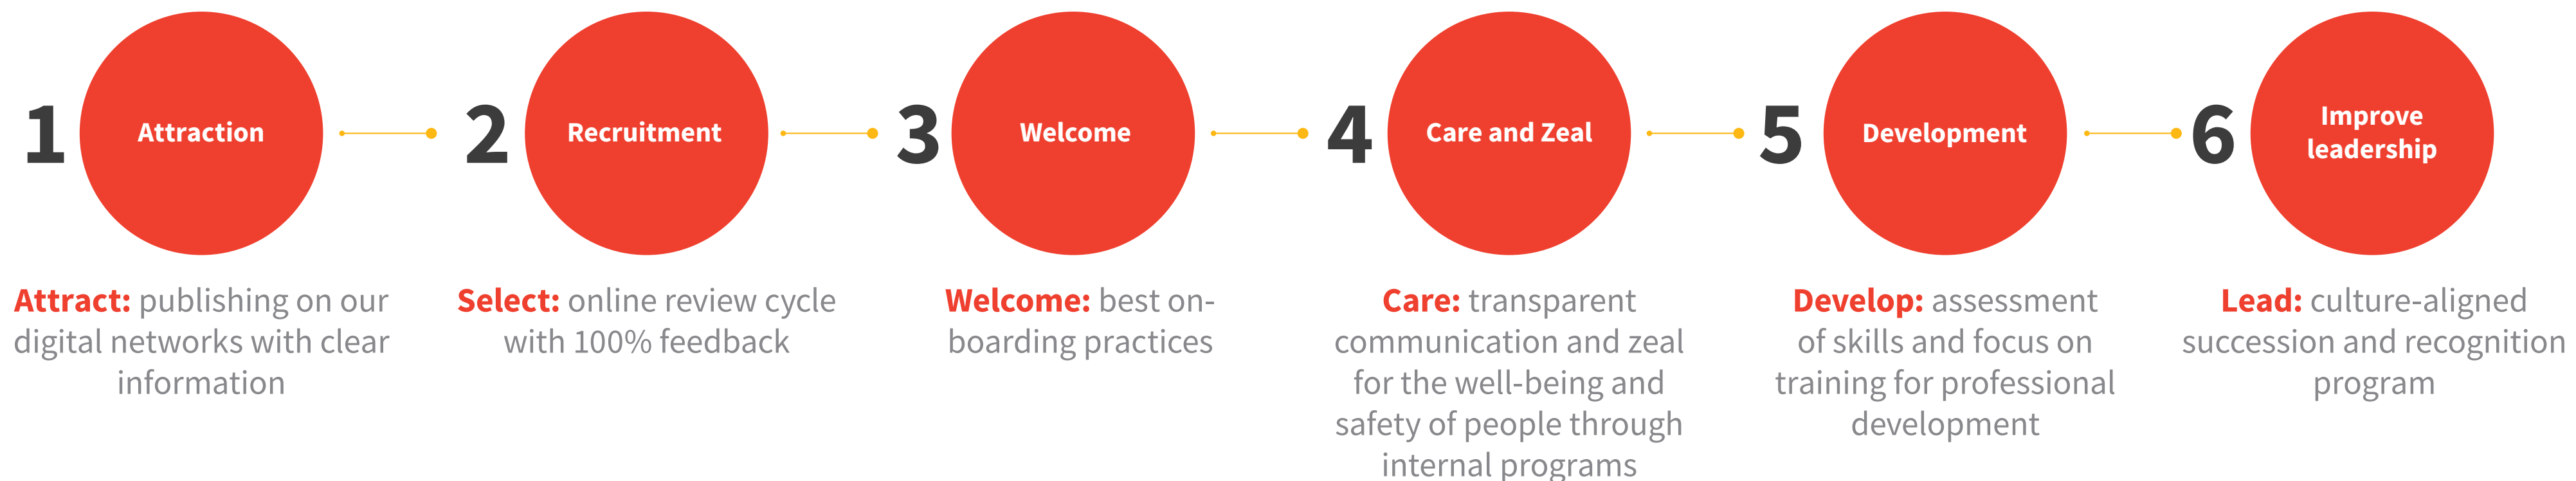 1
Attraction
2
Recruitment
3
Welcome
4
Care and Zeal
5
Development
6
Improve
leadership
Attract: publishing on our
digital networks with clear
information
Select: online review cycle
with 100% feedback
Welcome: best on-
boarding practices
Care: transparent
communication and zeal
for the well-being and
safety of people through
internal programs
Develop: assessment
of skills and focus on
training for professional
development
Lead: culture-aligned
succession and recognition
program